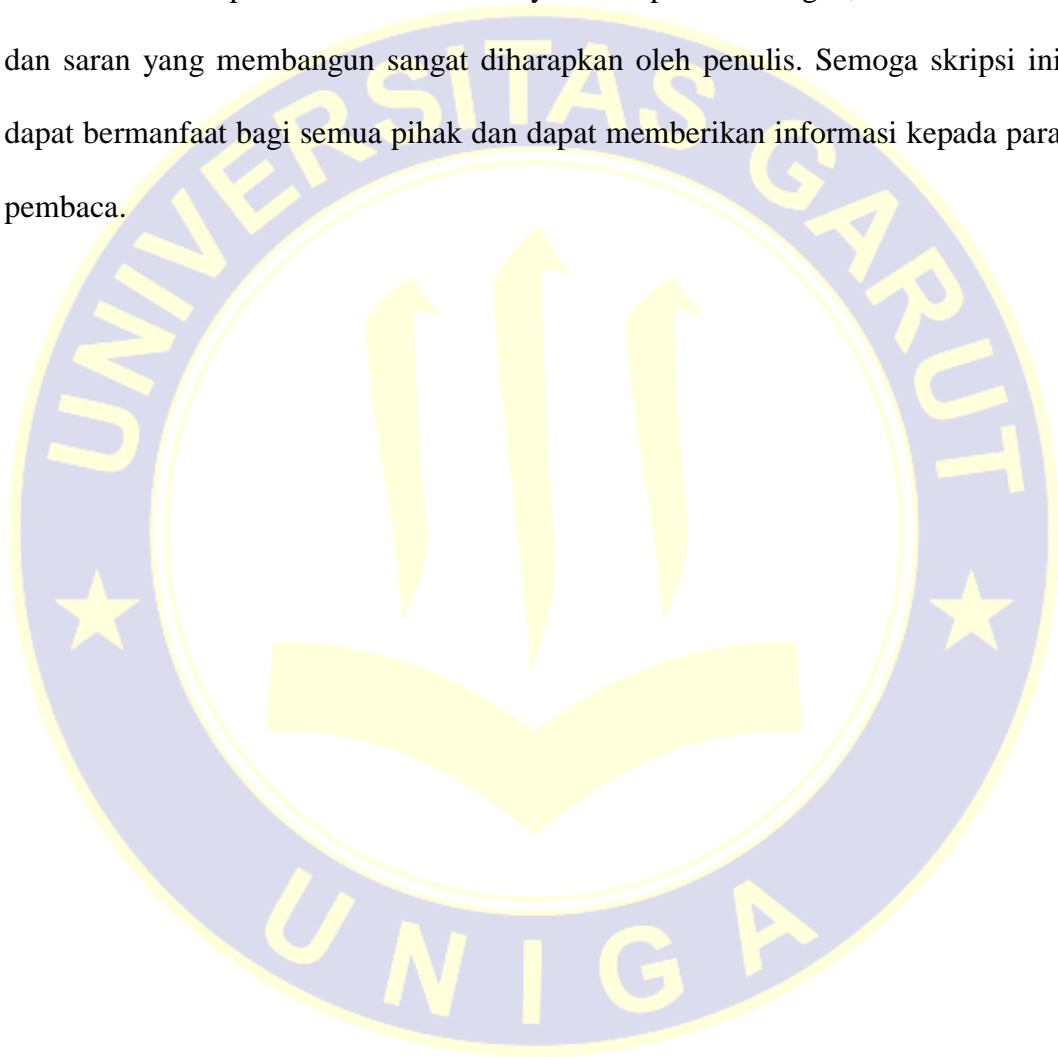 dan saran yang membangun sangat diharapkan oleh penulis. Semoga skripsi ini
dapat bermanfaat bagi semua pihak dan dapat memberikan informasi kepada para
pembaca.
UNIVERSITAS GARUT
UNIGA